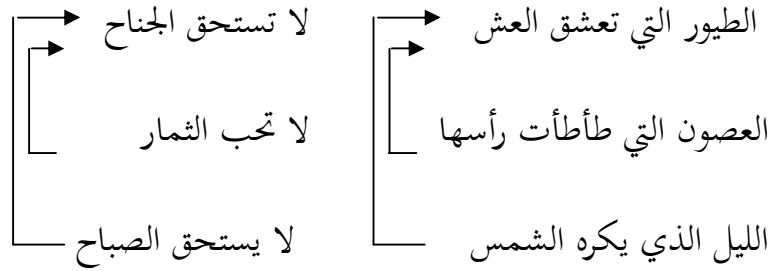 الطيور التي تعشق العش لا تستحق الجناح
العصون التي طأطأت رأسها لا تحب الثمار
الليل الذي يكره الشمس لا يستحق الصباح